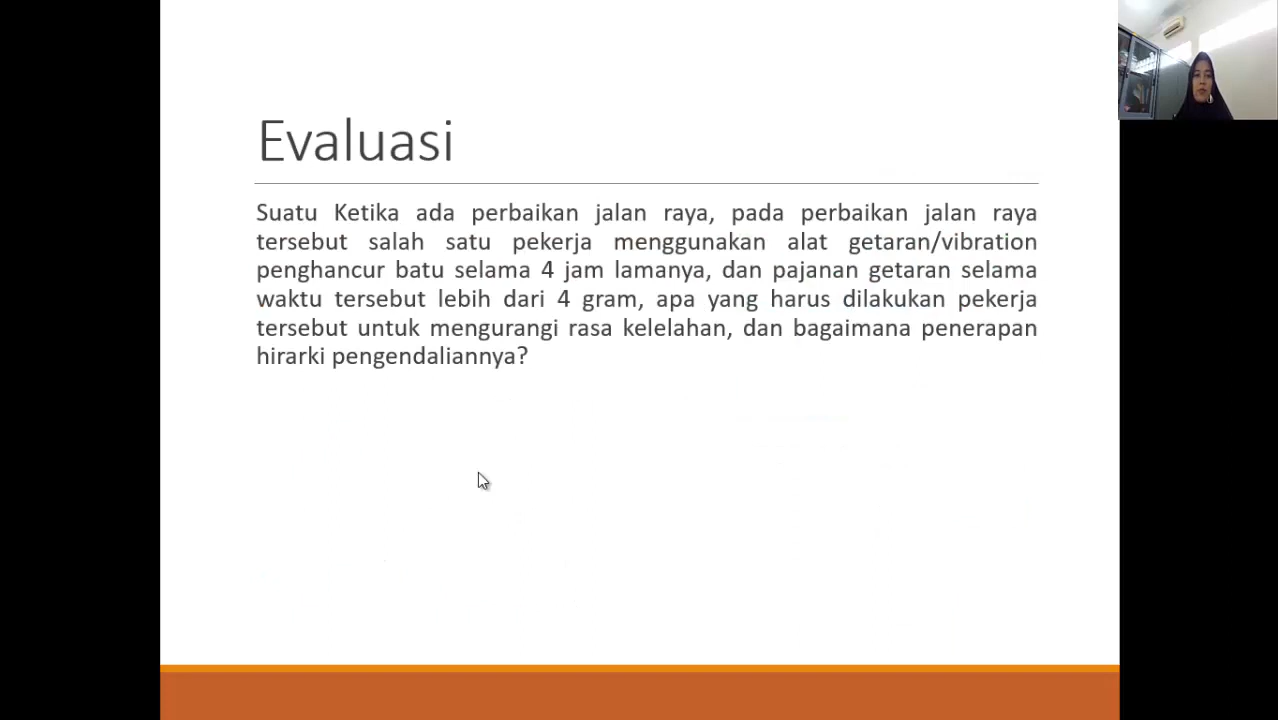 Evaluasi
Suatu Ketika ada perbaikan jalan raya, pada perbaikan jalan raya
tersebut salah satu pekerja menggunakan alat getaran/vibration
penghancur batu selama 4 jam lamanya, dan pajanan getaran selama
waktu tersebut lebih dari 4 gram, apa yang harus dilakukan pekerja
tersebut untuk mengurangi rasa kelelahan, dan bagaimana penerapan
hirarki pengendaliannya?